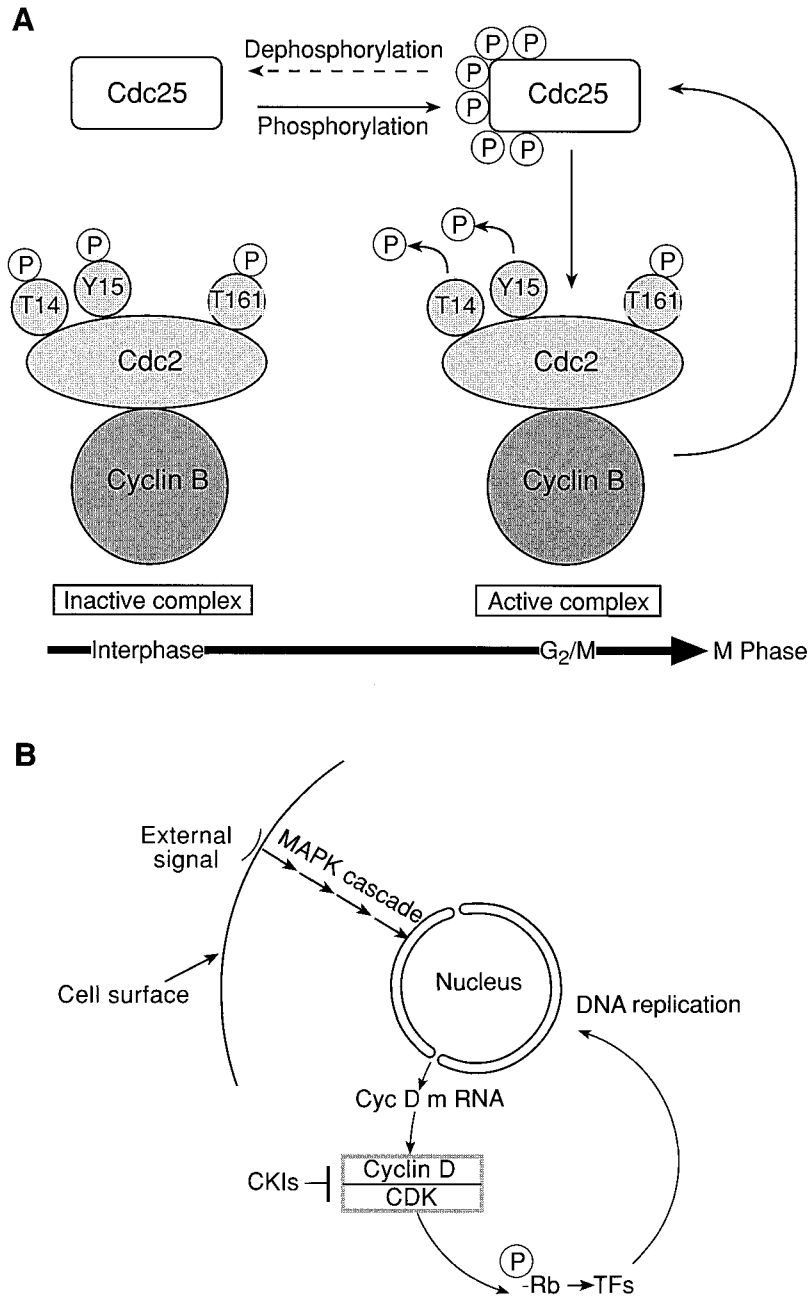 A
Dephosphorylation
Phosphorylation
Cdc25
P P
P
P
P P
Cdc25
P
P
P
T14
Y15
T161
Cdc2
Cyclin B
P
P
P
T14
Y15
T161
Cdc2
Cyclin B
Inactive complex
Active complex
Interphase
G2/M
M Phase
B
External
signal
MAPK cascade
Cell surface
Nucleus
DNA replication
Cyc D m RNA
CKIs
Cyclin D
CDK
P
-Rb
TFs